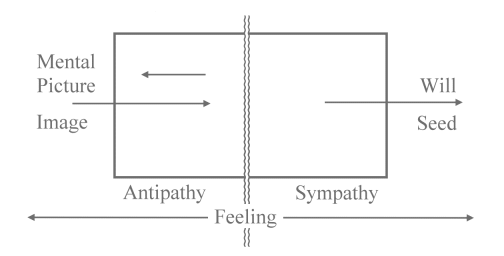 Mental
Picture
Image
Will
Seed
Antipathy
Sympathy
Feeling